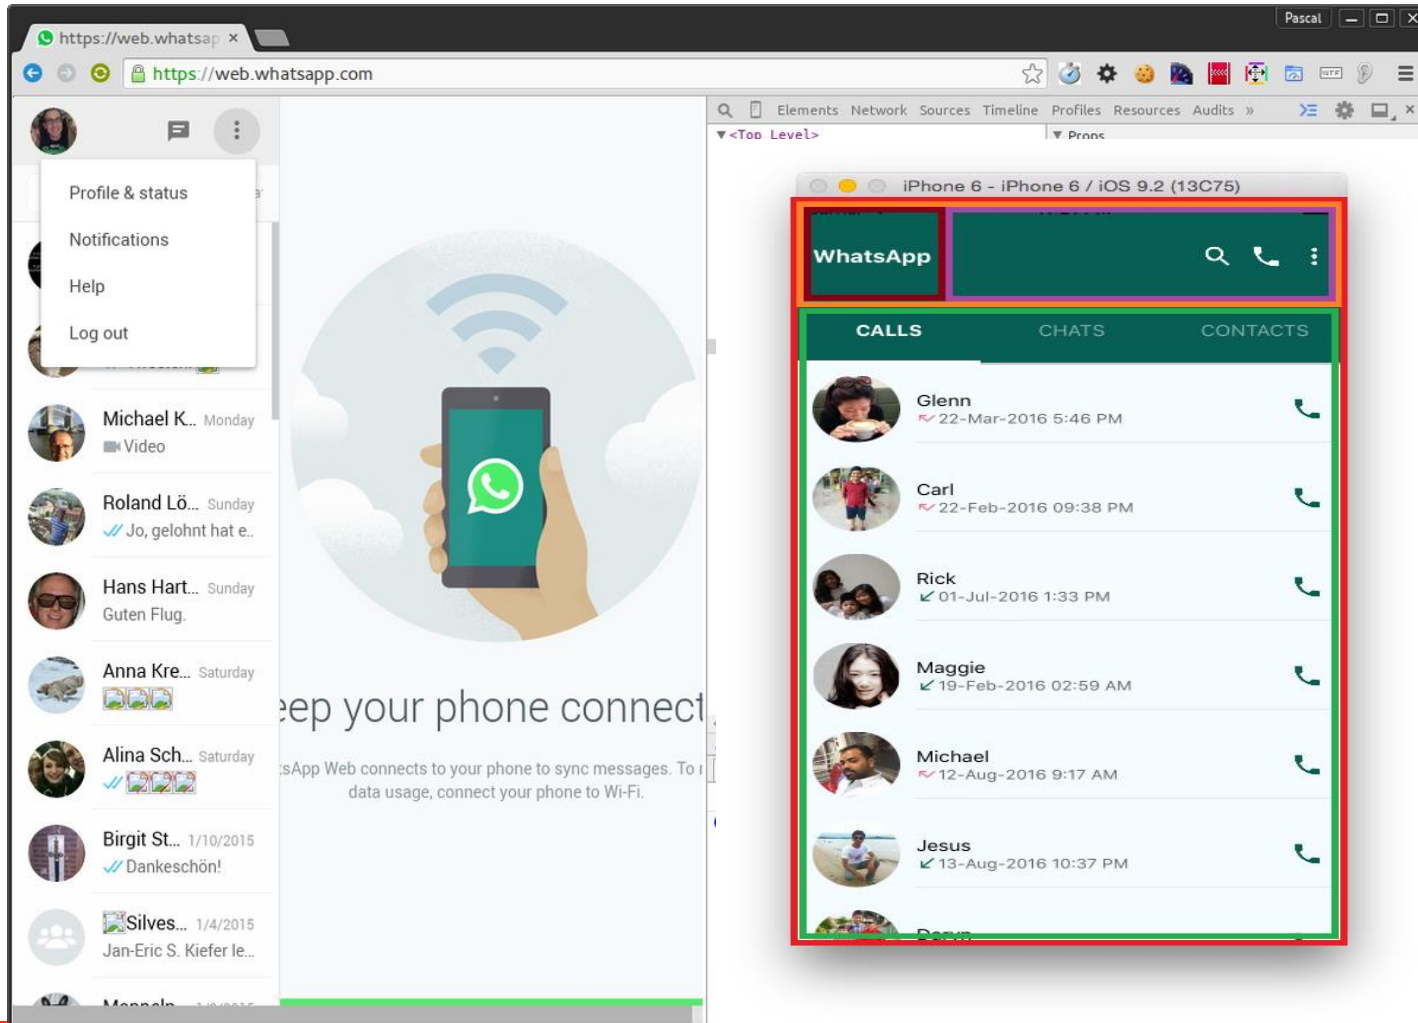 Pascal
https://web.whatsap
https://web.whatsapp.com
Elements Network Sources Timeline Profiles Resources Audits »
▼<Top Level>
▼ Props
Profile & status
Notifications
Help
Log out
Michael K... Monday
Video
Roland Lö... Sunday
Jo, gelohnt hat e..
Hans Hart... Sunday
Guten Flug.
Anna Kre... Saturday
Alina Sch... Saturday
Birgit St... 1/10/2015
Dankeschön!
Silves... 1/4/2015
Jan-Eric S. Kiefer le...
eep your phone connect
tsApp Web connects to your phone to sync messages. To r
data usage, connect your phone to Wi-Fi.
iPhone 6 - iPhone 6 / iOS 9.2 (13C75)
WhatsApp
CALLS CHATS CONTACTS
Glenn
22-Mar-2016 5:46 PM
Carl
22-Feb-2016 09:38 PM
Rick
01-Jul-2016 1:33 PM
Maggie
19-Feb-2016 02:59 AM
Michael
12-Aug-2016 9:17 AM
Jesus
13-Aug-2016 10:37 PM